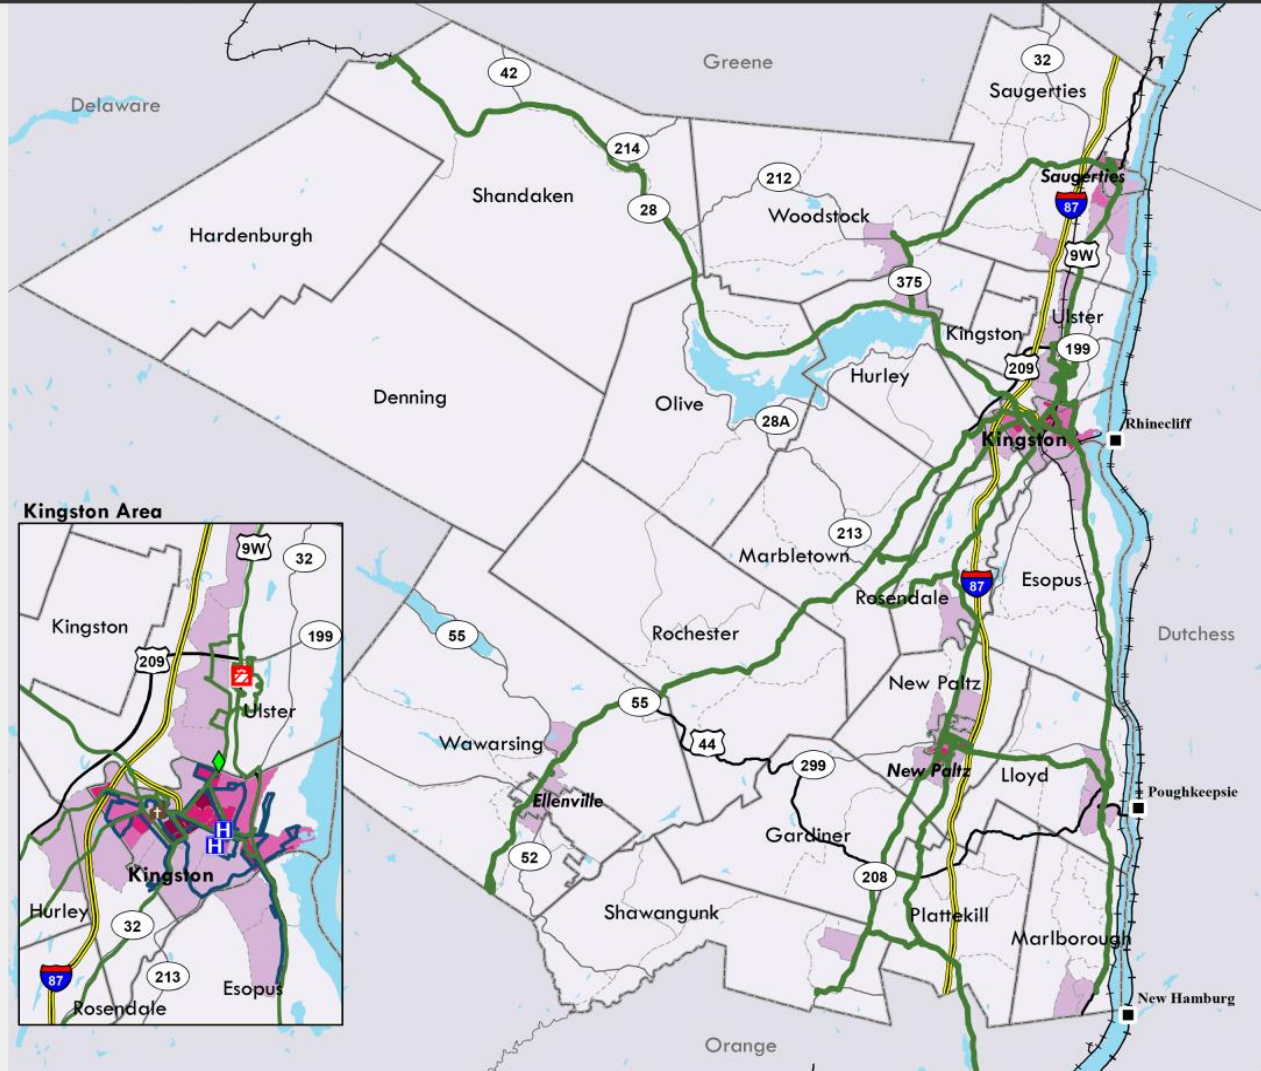 Greene
32
Saugerties
42
Delaware
214
Saugerties
212
Shandaken
28
87
Woodstock
Hardenburgh
9W
375
Ulster
Kingston
199
209
Hurley
Denning
Olive
28A
Rhinecliff
Kingston
Kingston Area
213
Marbletown
9W
32
87
Esopus
Rosendale
Kingston
199
55
Rochester
Dutchess
209
New Paltz
55
Ulster
Wawarsing
44
299
New Paltz
Lloyd
Poughkeepsie
Ellenville
H
H
Gardiner
52
Kingston
208
Hurley
32
Shawangunk
Plattekill
Marlborough
87
213
Esopus
Rosendale
New Hamburg
Orange